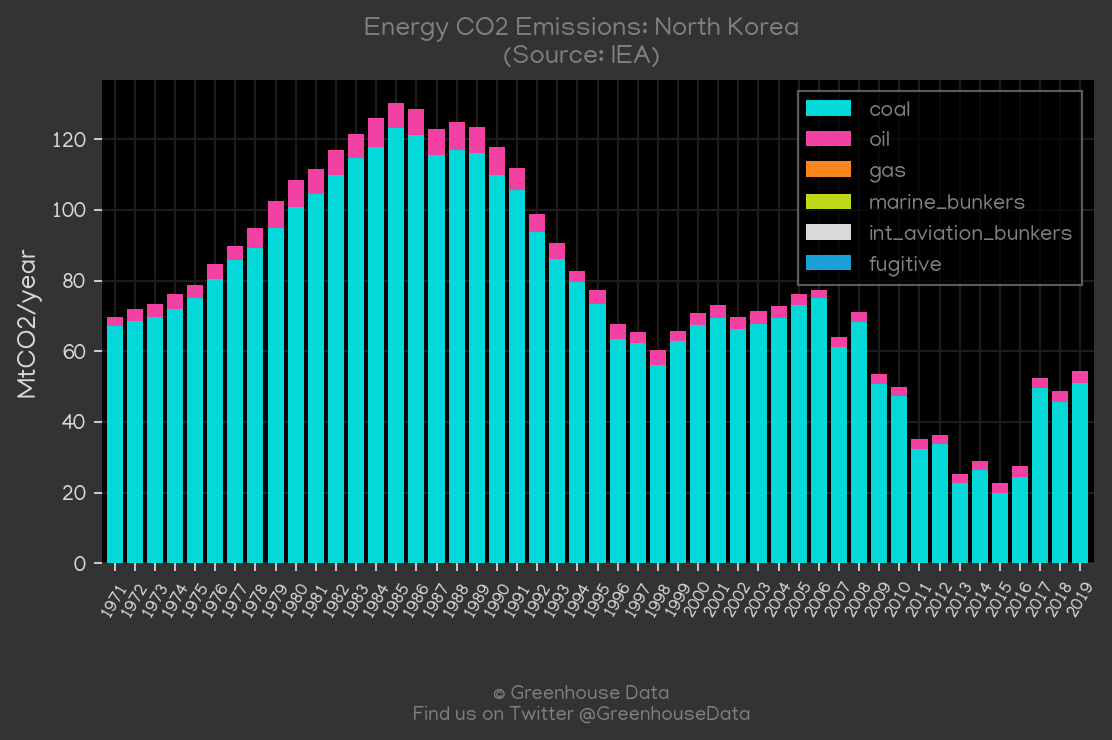 Energy CO2 Emissions: North Korea
(Source: IEA)
coal
oil
gas
marine_bunkers
int_aviation_bunkers
fugitive
MtCO2/year
120
100
80
60
40
20
0
1971 1972 1973 1974 1975 1976 1977 1978 1979 1980 1981 1982 1983 1984 1985 1986 1987 1988 1989 1990 1991 1992 1993 1994 1995 1996 1997 1998 1999 2000 2001 2002 2003 2004 2005 2006 2007 2008 2009 2010 2011 2012 2013 2014 2015 2016 2017 2018 2019
© Greenhouse Data
Find us on Twitter @GreenhouseData